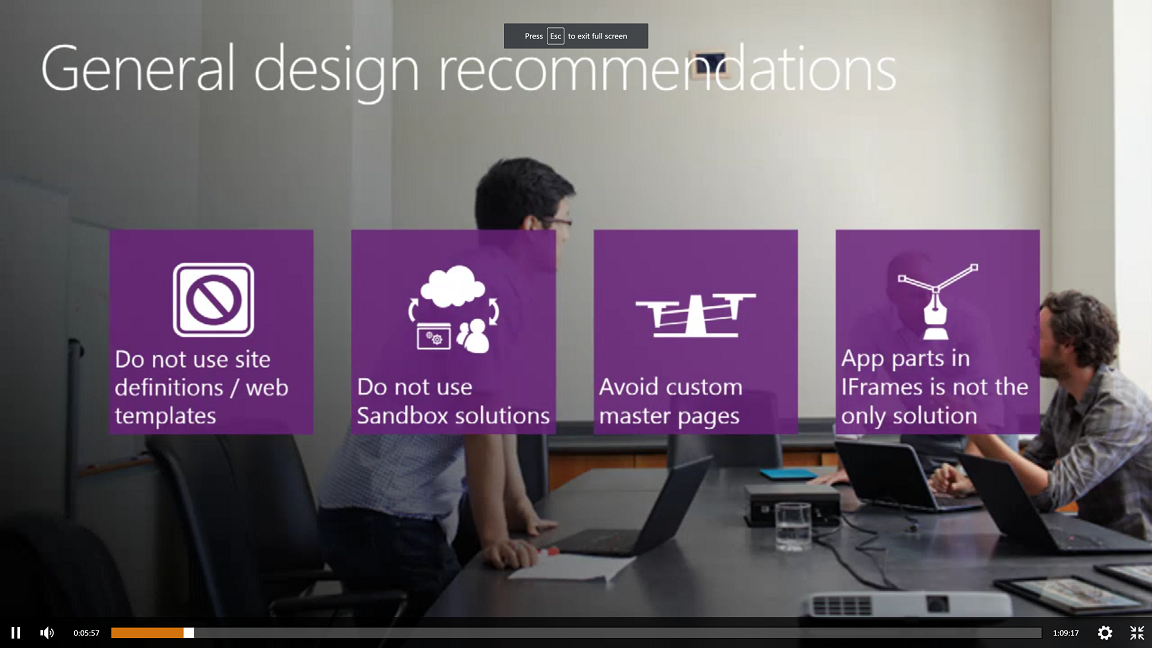 Press Esc to exit full screen
General design recommendations
Do not use site
definitions / web
templates
Do not use
Sandbox solutions
Avoid custom
master pages
App parts in
IFrames is not the
only solution
0:05:57
1:09:17